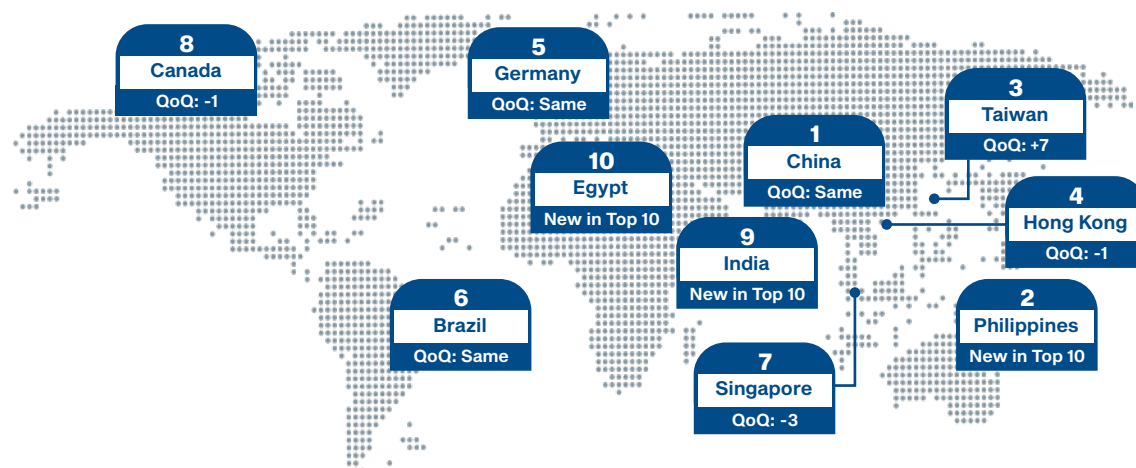 8
Canada
QoQ: -1
5
Germany
QoQ: Same
3
Taiwan
QoQ: +7
1
China
QoQ: Same
10
Egypt
New in Top 10
4
Hong Kong
QoQ: -1
9
India
New in Top 10
6
Brazil
QoQ: Same
2
Philippines
New in Top 10
7
Singapore
QoQ: -3